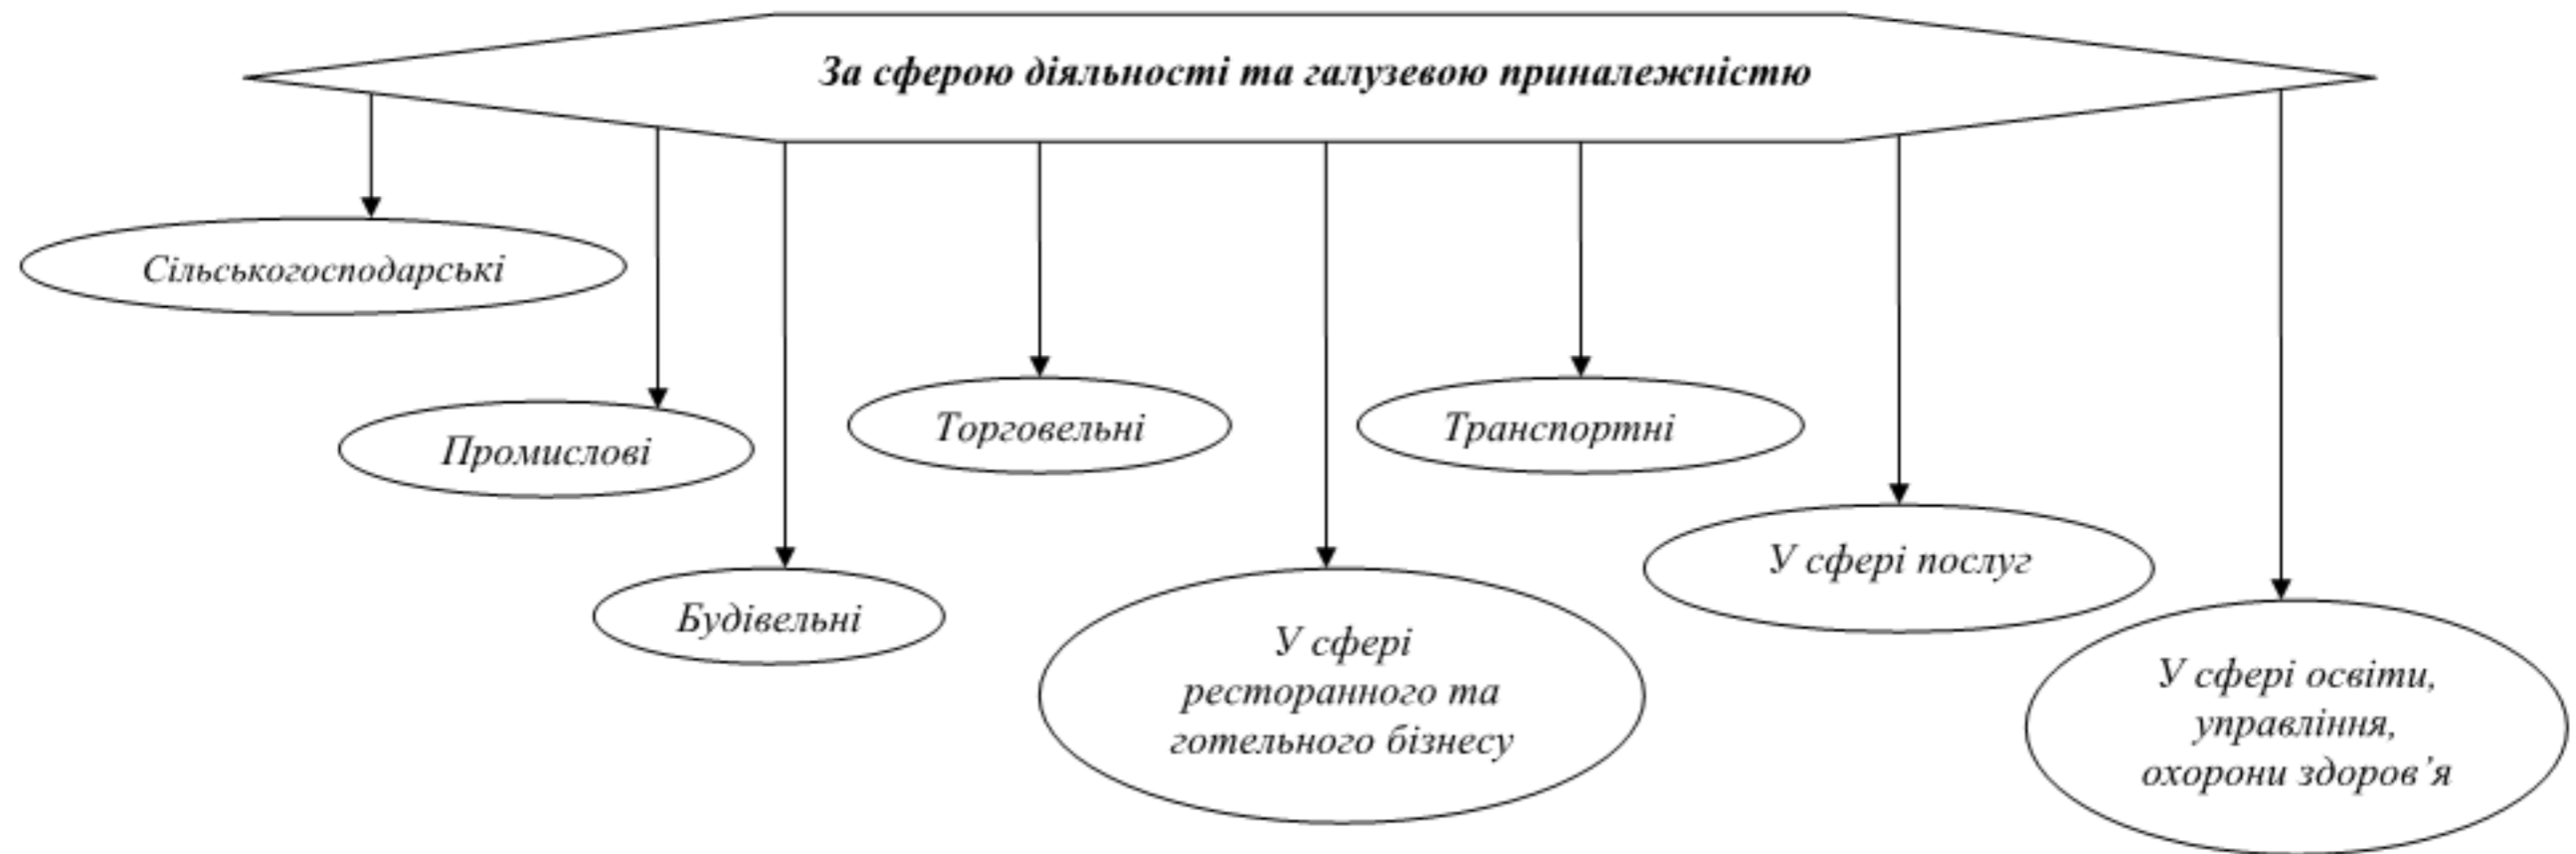 За сферою діяльності та галузевою приналежністю
Сільськогосподарські
Промислові
Торговельні
Транспортні
Будівельні
У сфері
ресторанного та
готельного бізнесу
У сфері послуг
У сфері освіти,
управління,
охорони здоров’я